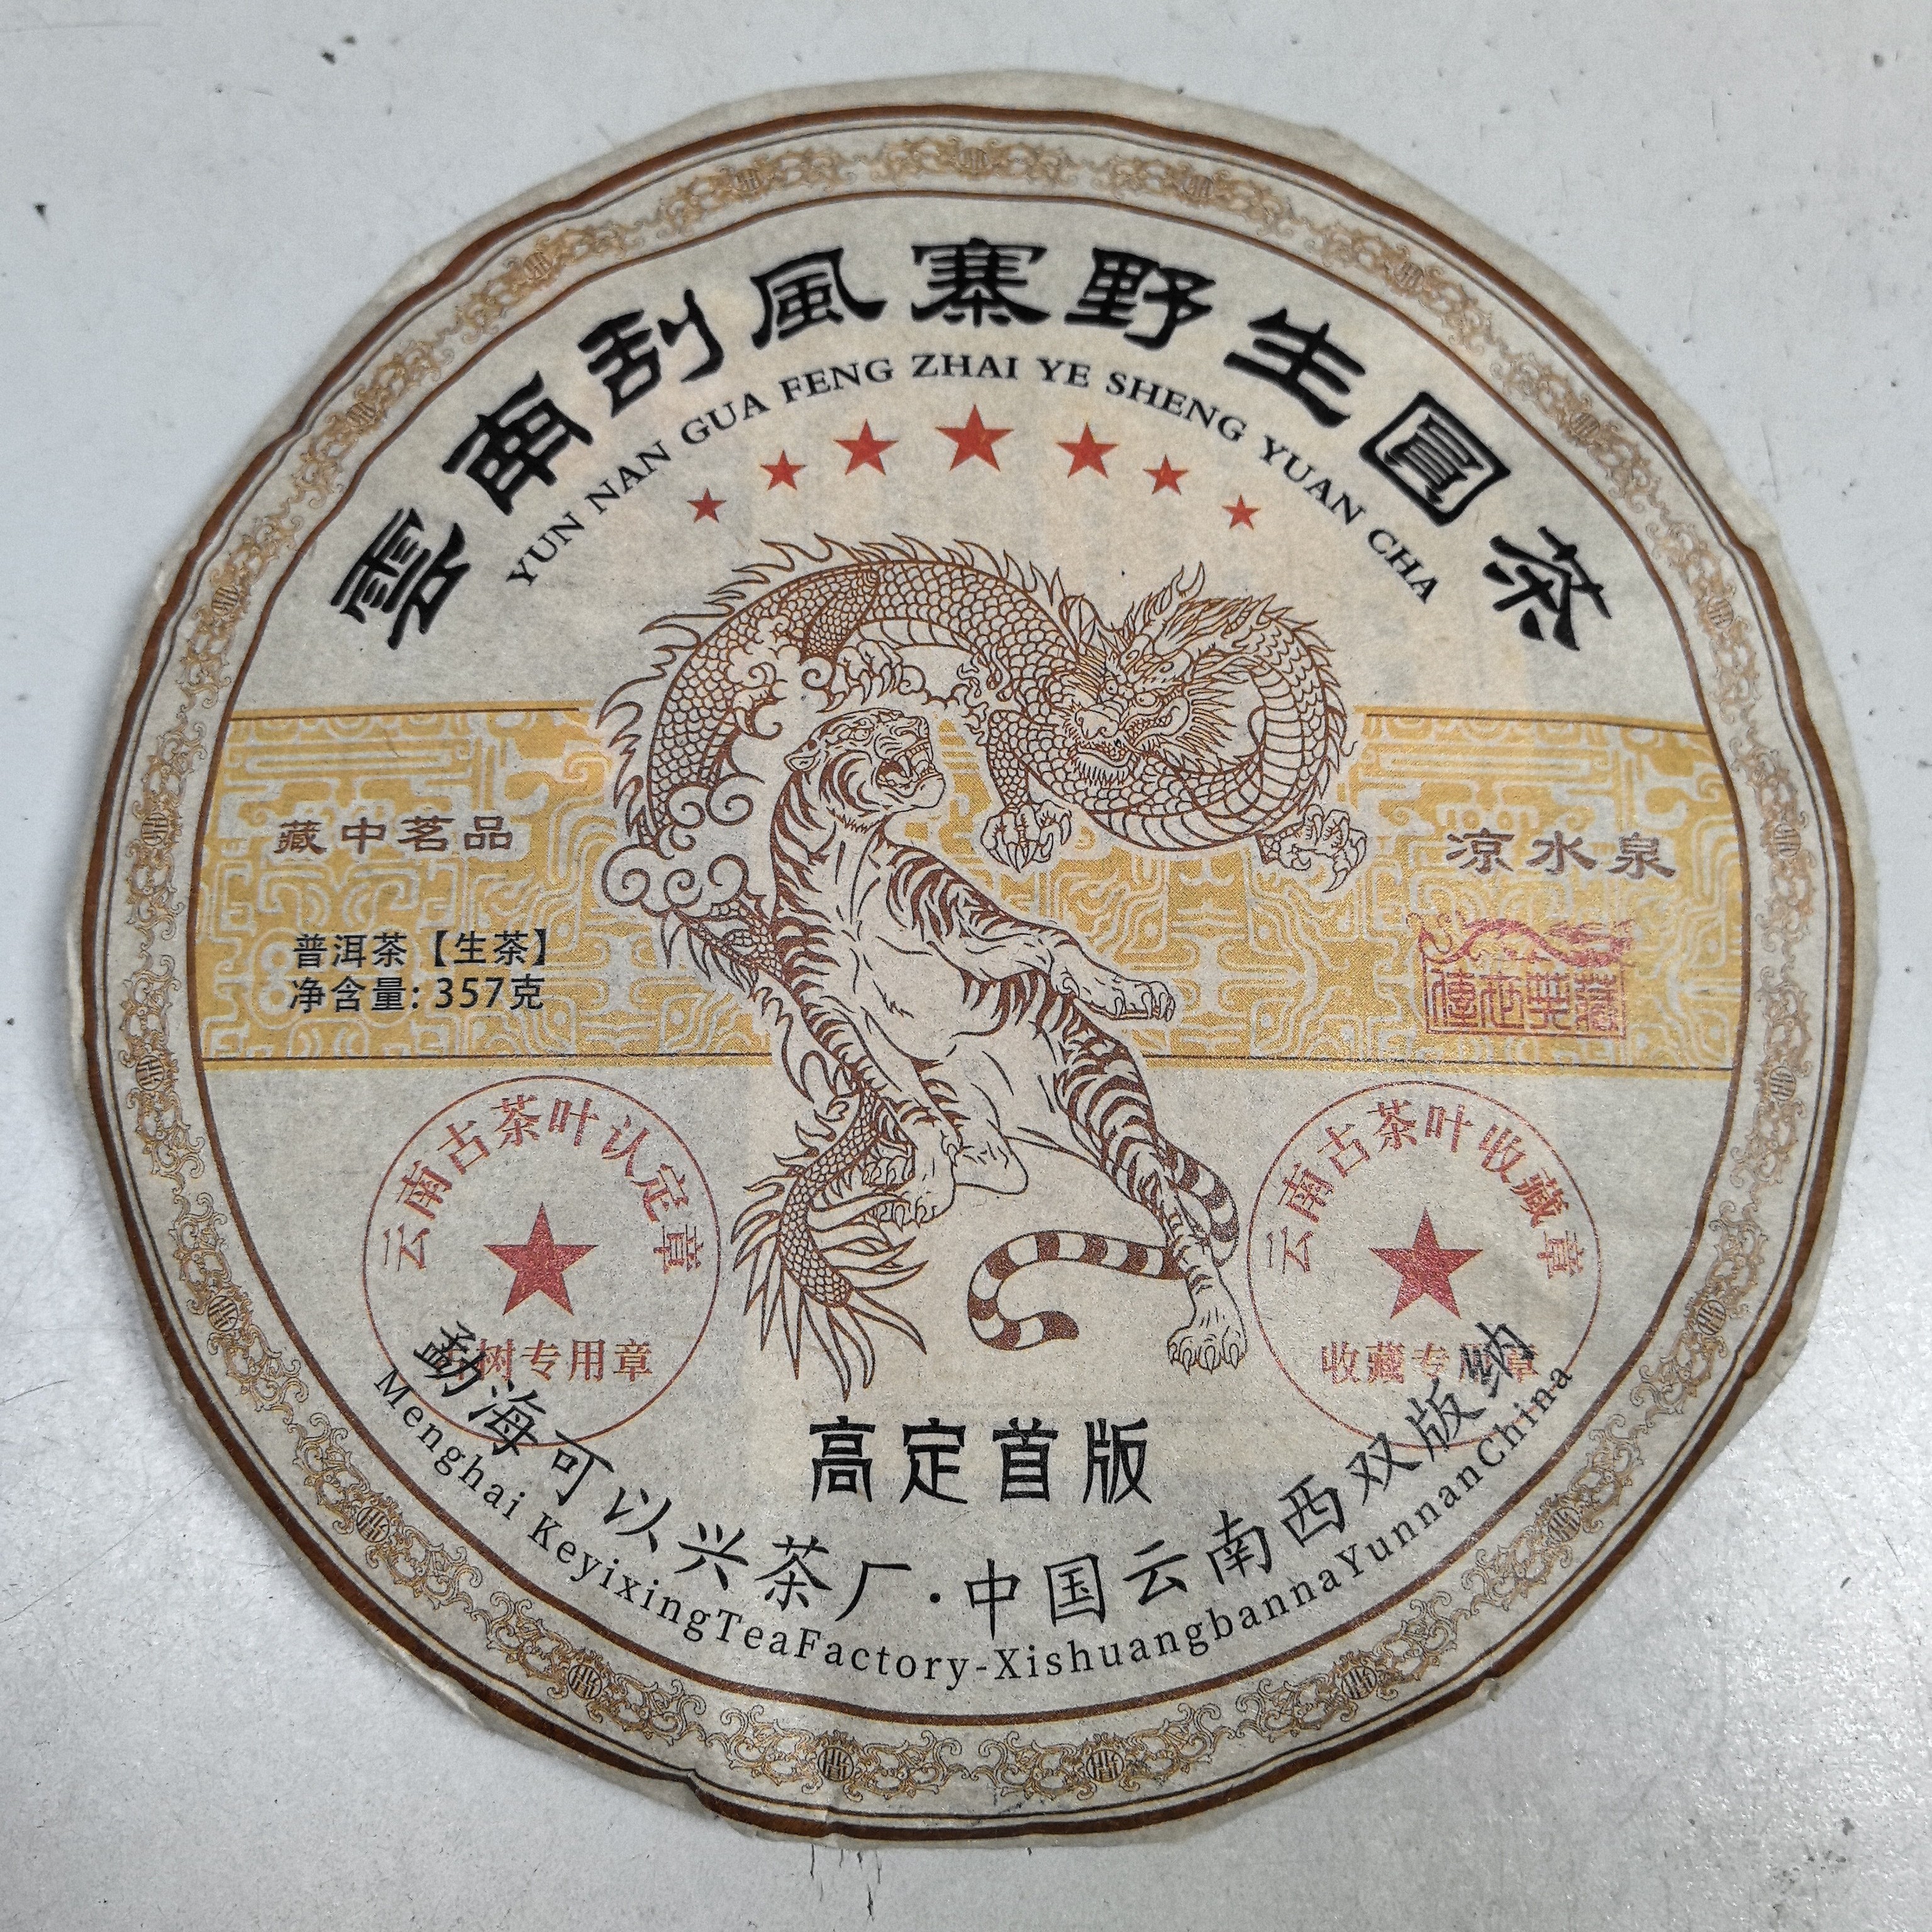 雲南刮風寨野生圓茶
YUN NAN GUA FENG ZHAI YE SHENG YUAN CHA
藏中茗品
凉水泉
普洱茶【生茶】
净含量: 357克
云南古茶叶认定章
古树专用章
云南古茶叶收藏章
收藏专用章
高定首版
勐海可以兴茶厂·中国云南西双版纳
Menghai KeyixingTeaFactory-XishuangbannaYunnanChina